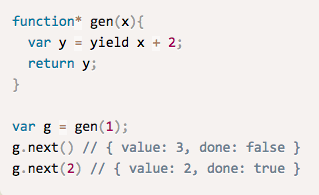 function* gen(x){
  var y = yield x + 2;
  return y;
}

var g = gen(1);
g.next() // { value: 3, done: false }
g.next(2) // { value: 2, done: true }